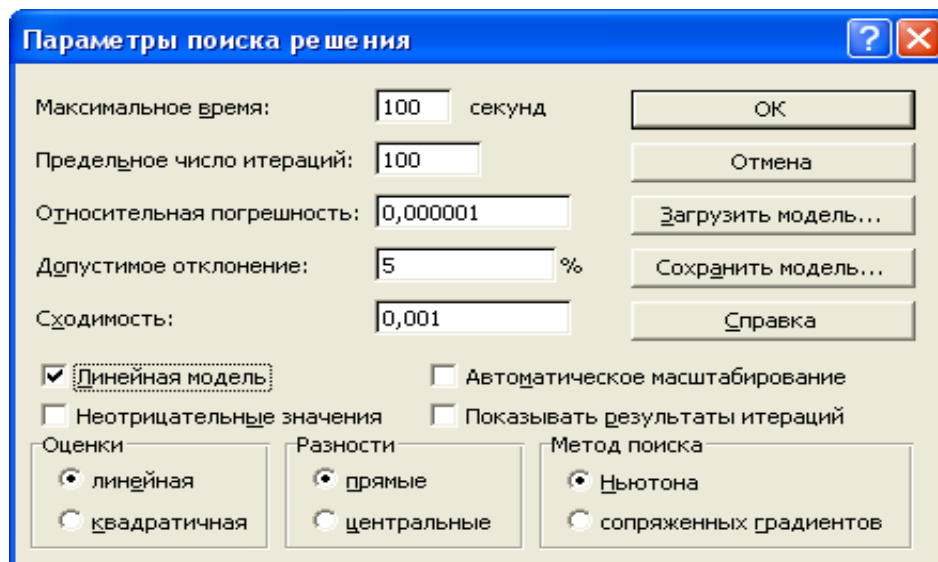 Параметры поиска решения
Максимальное время: 100 секунд
ОК
Предельное число итераций: 100
Отмена
Относительная погрешность: 0,000001
Загрузить модель...
Допустимое отклонение: 5 %
Сохранить модель...
Сходимость: 0,001
Справка
Линейная модель
Автоматическое масштабирование
Неотрицательные значения
Показывать результаты итераций
Оценки
линейная
квадратичная
Разности
прямые
центральные
Метод поиска
Ньютона
сопряженных градиентов